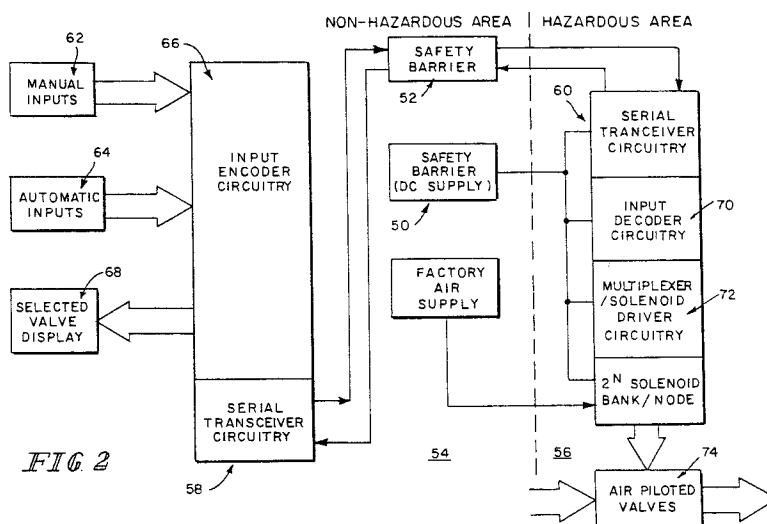 NON-HAZARDOUS AREA
HAZARDOUS AREA
62
MANUAL
INPUTS
66
INPUT
ENCODER
CIRCUITRY
64
AUTOMATIC
INPUTS
68
SELECTED
VALVE
DISPLAY
SERIAL
TRANSCEIVER
CIRCUITRY
58
FIG. 2
SAFETY
BARRIER
52
SAFETY
BARRIER
(DC SUPPLY)
50
FACTORY
AIR
SUPPLY
54
56
60
SERIAL
TRANCEIVER
CIRCUITRY
INPUT
DECODER
CIRCUITRY
70
MULTIPLEXER
/SOLENOID
DRIVER
CIRCUITRY
72
2N SOLENOID
BANK/NODE
74
AIR PILOTED
VALVES